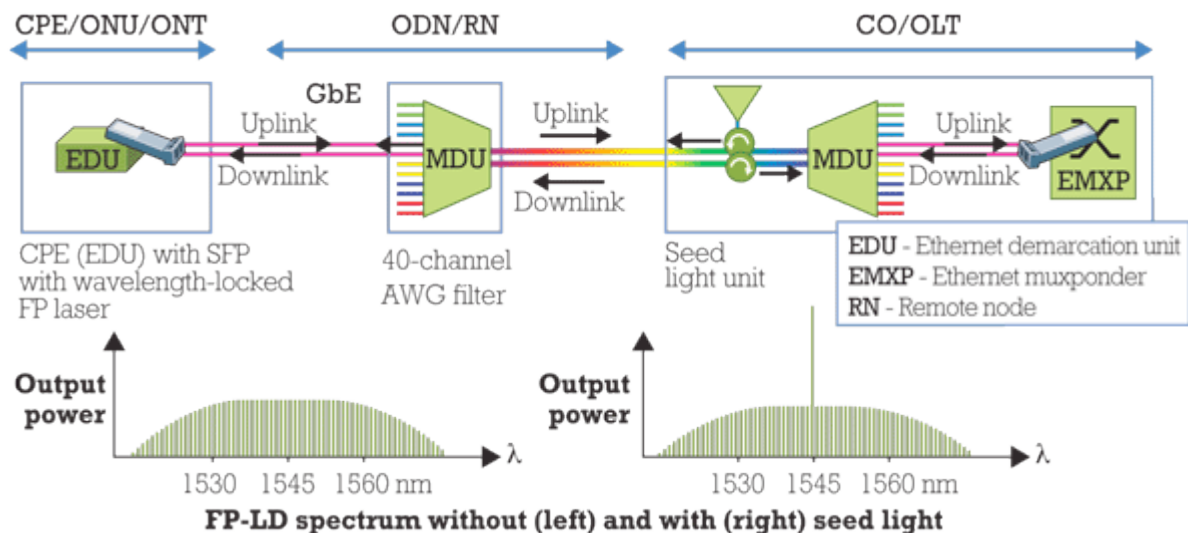 CPE/ONU/ONT
ODN/RN
CO/OLT
GbE
Uplink
Downlink
EDU
MDU
Uplink
Downlink
MDU
Uplink
Downlink
EMXP
CPE (EDU) with SFP
with wavelength-locked
FP laser
40-channel
AWG filter
Seed
light unit
EDU - Ethernet demarcation unit
EMXP - Ethernet muxponder
RN - Remote node
Output
power
λ
1530 1545 1560 nm
Output
power
λ
1530 1545 1560 nm
FP-LD spectrum without (left) and with (right) seed light